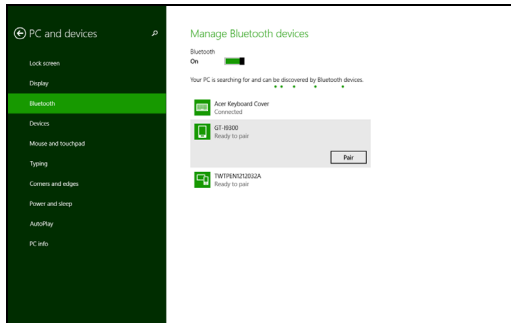 PC and devices
Lock screen
Display
Bluetooth
Devices
Mouse and touchpad
Typing
Corners and edges
Power and sleep
AutoPlay
PC info
Manage Bluetooth devices
Bluetooth
On
Your PC is searching for and can be discovered by Bluetooth devices.
Acer Keyboard Cover
Connected
GT-I9300
Ready to pair
Pair
TWTPEN1212032A
Ready to pair